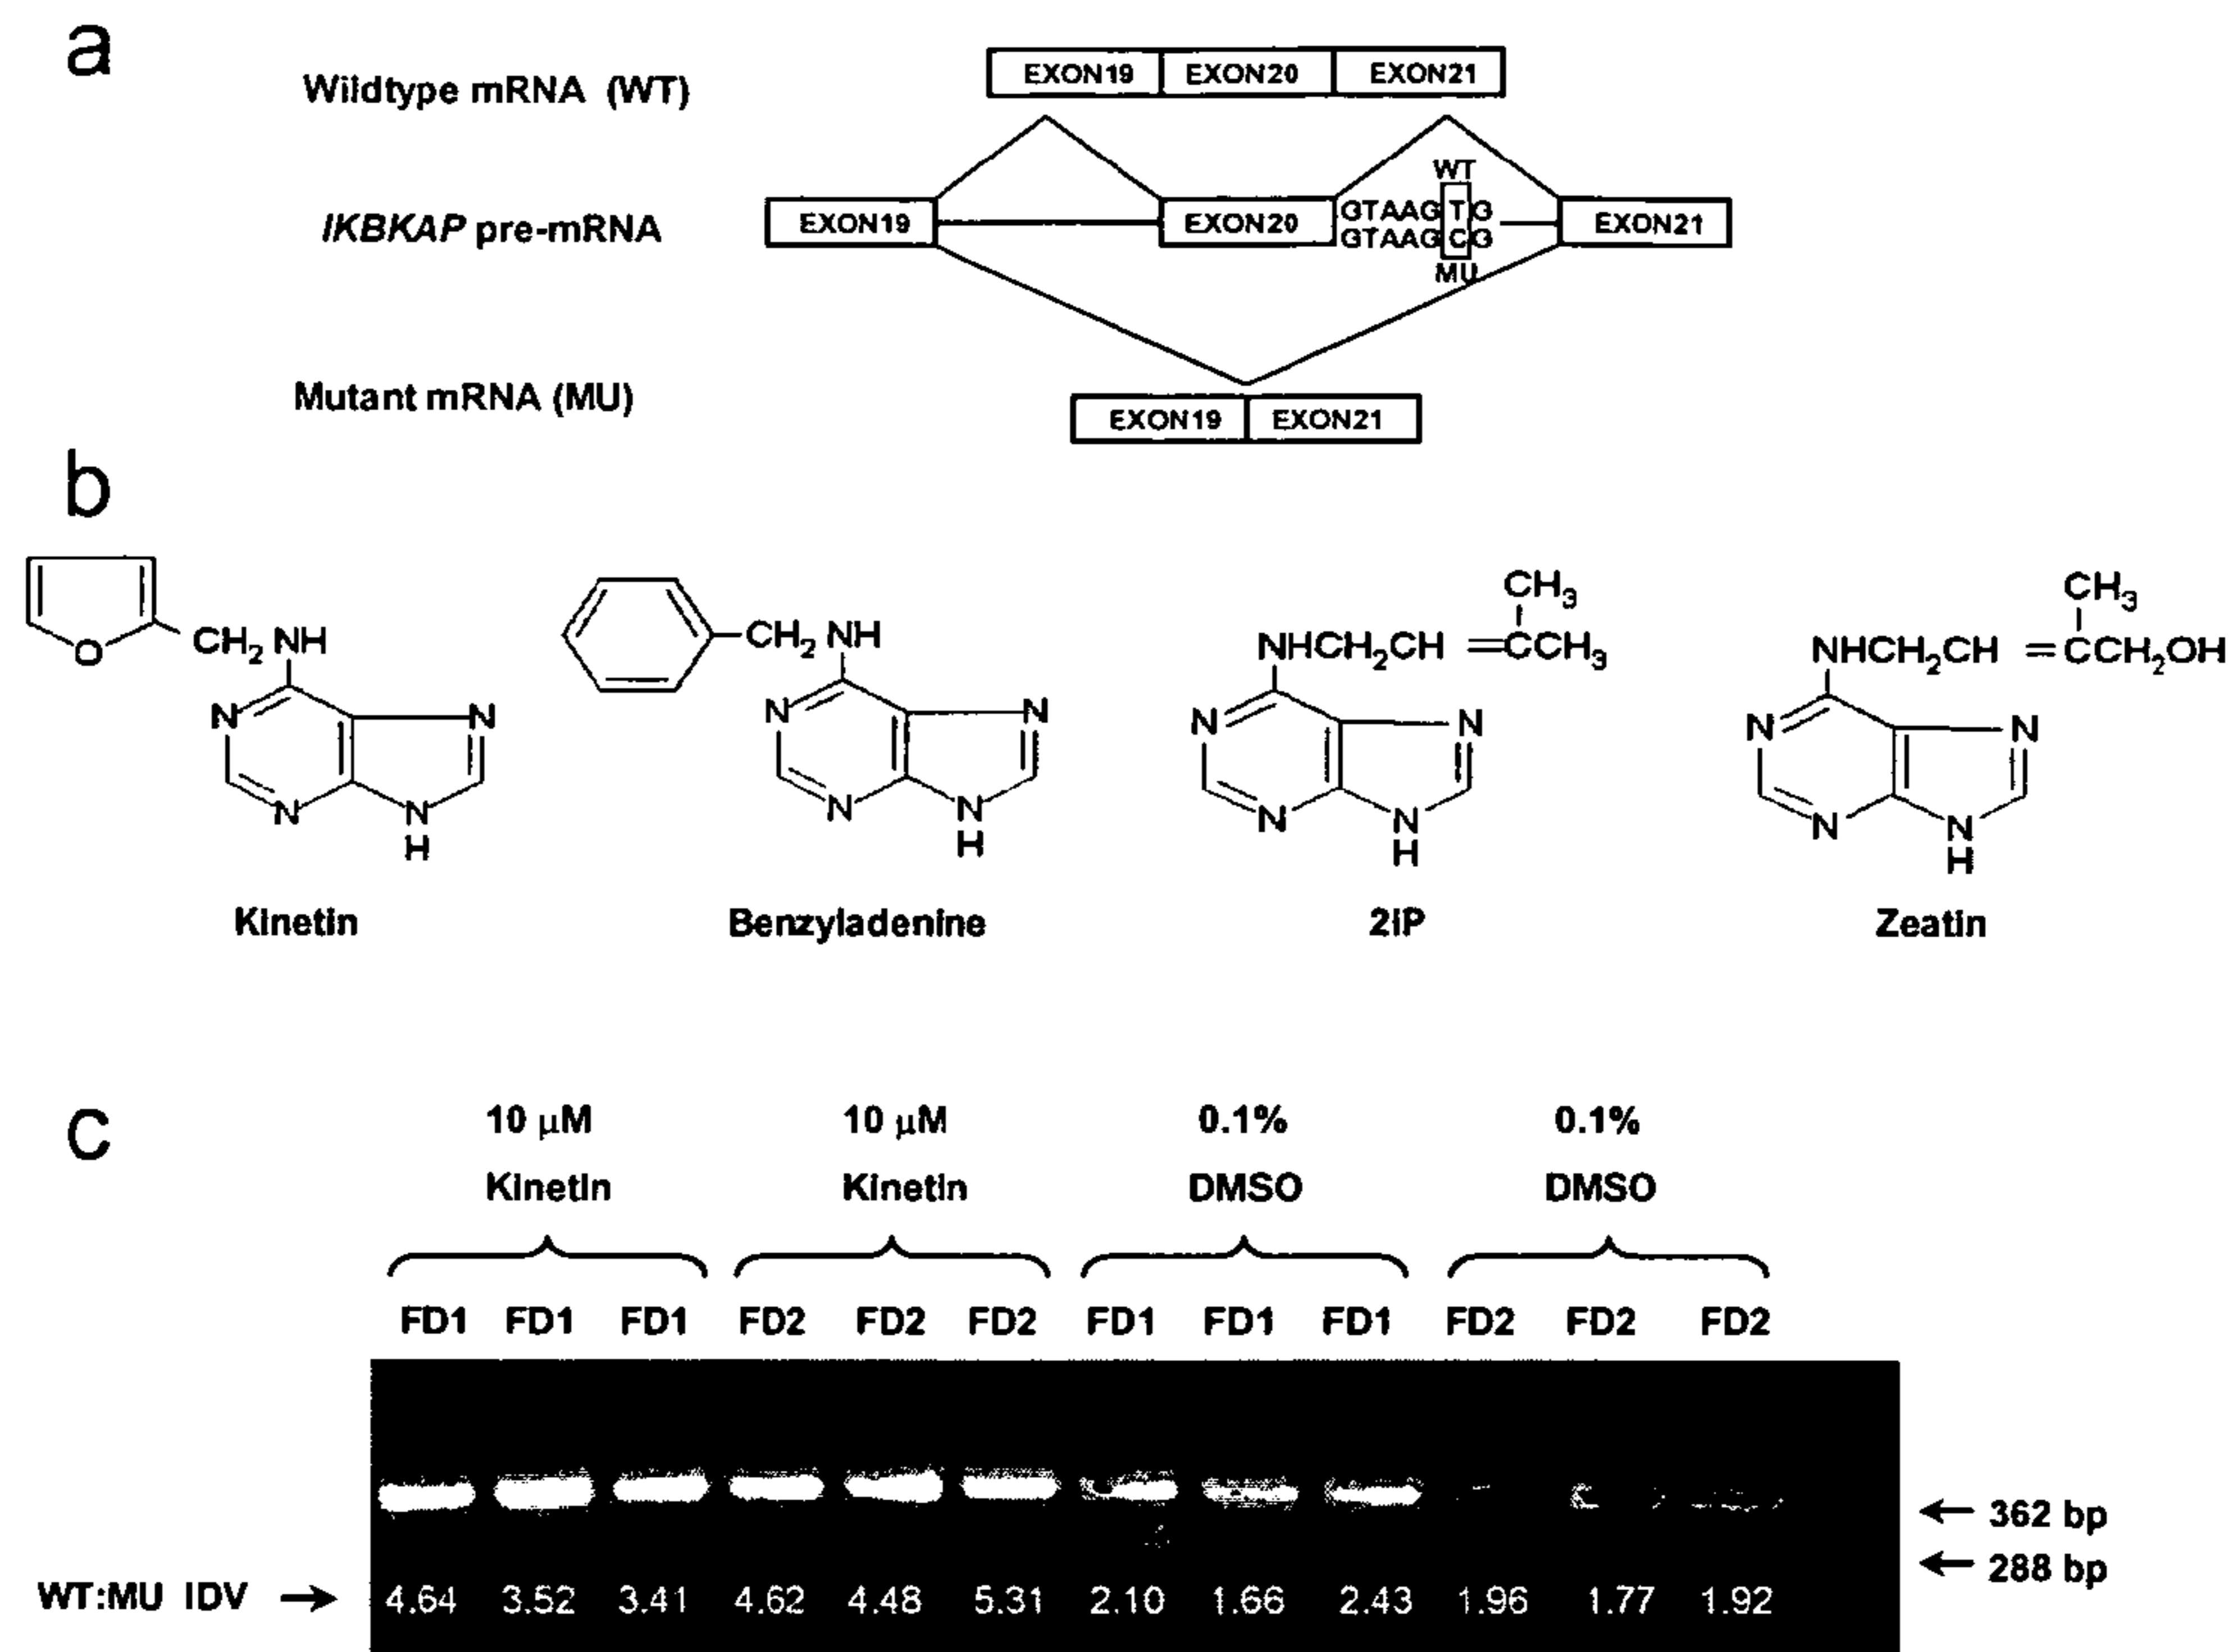 a
Wildtype mRNA (WT)
EXON19 EXON20 EXON21
WT
IKBKAP pre-mRNA
EXON19 EXON20 GTAAGTG EXON21
GTAAGCG
MU
Mutant mRNA (MU)
EXON19 EXON21
b
O CH2 NH N N N N H
Kinetin
CH2 NH N N N N H
Benzyladenine
CH3
NHCH2CH =CCH3 N N N N H
2iP
CH3
NHCH2CH =CCH2OH N N N N H
Zeatin
c
10 μM 10 μM 0.1% 0.1%
Kinetin Kinetin DMSO DMSO
FD1 FD1 FD1 FD2 FD2 FD2 FD1 FD1 FD1 FD2 FD2 FD2
← 362 bp
← 288 bp
WT:MU IDV → 4.64 3.52 3.41 4.62 4.48 5.31 2.10 1.66 2.43 1.96 1.77 1.92